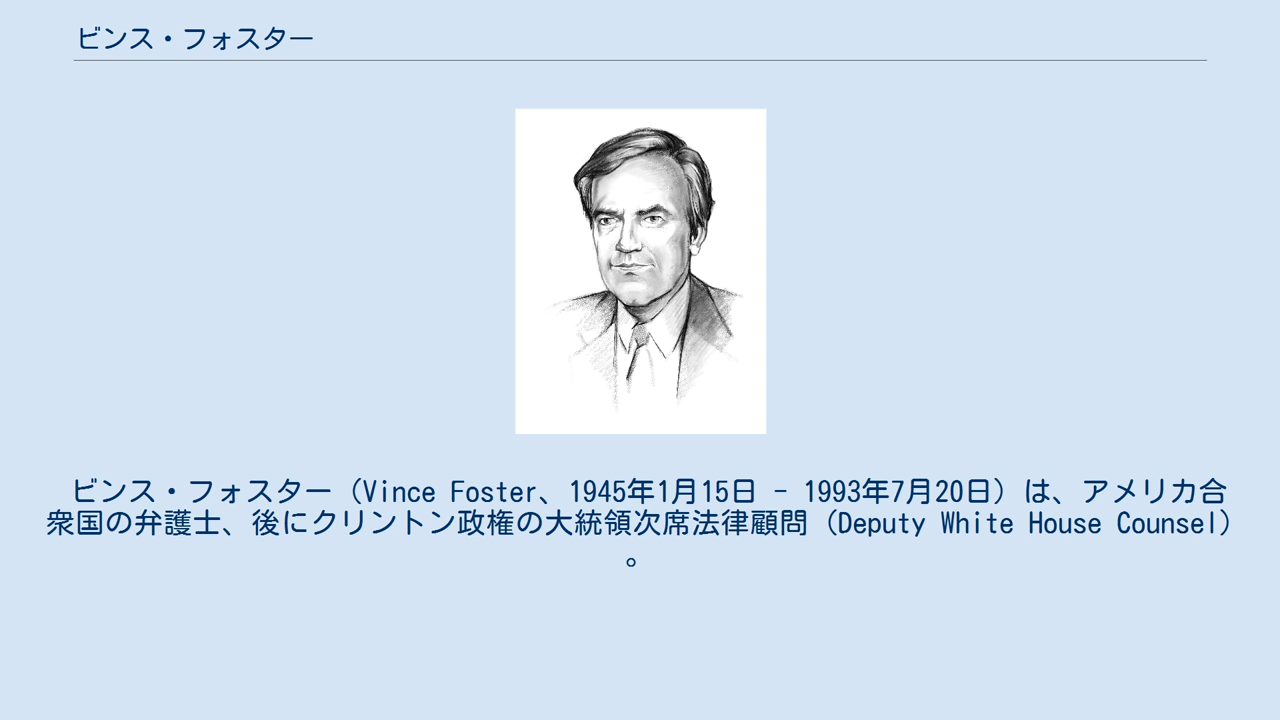 ビンス・フォスター
ビンス・フォスター（Vince Foster、1945年1月15日 – 1993年7月20日）は、アメリカ合
衆国の弁護士、後にクリントン政権の大統領次席法律顧問（Deputy White House Counsel）
。